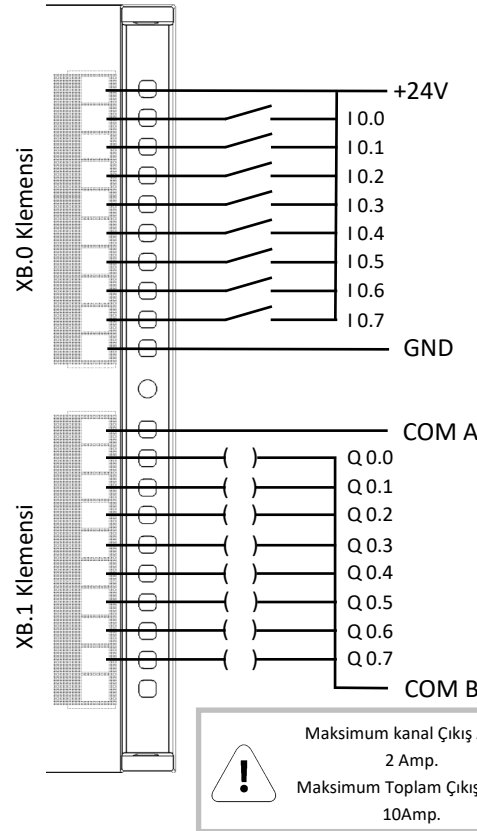 XB.0 Klemensi
+24V
I 0.0
I 0.1
I 0.2
I 0.3
I 0.4
I 0.5
I 0.6
I 0.7
GND
XB.1 Klemensi
COM A
Q 0.0
Q 0.1
Q 0.2
Q 0.3
Q 0.4
Q 0.5
Q 0.6
Q 0.7
COM B
Maksimum kanal Çıkış
2 Amp.
Maksimum Toplam Çıkış
10Amp.